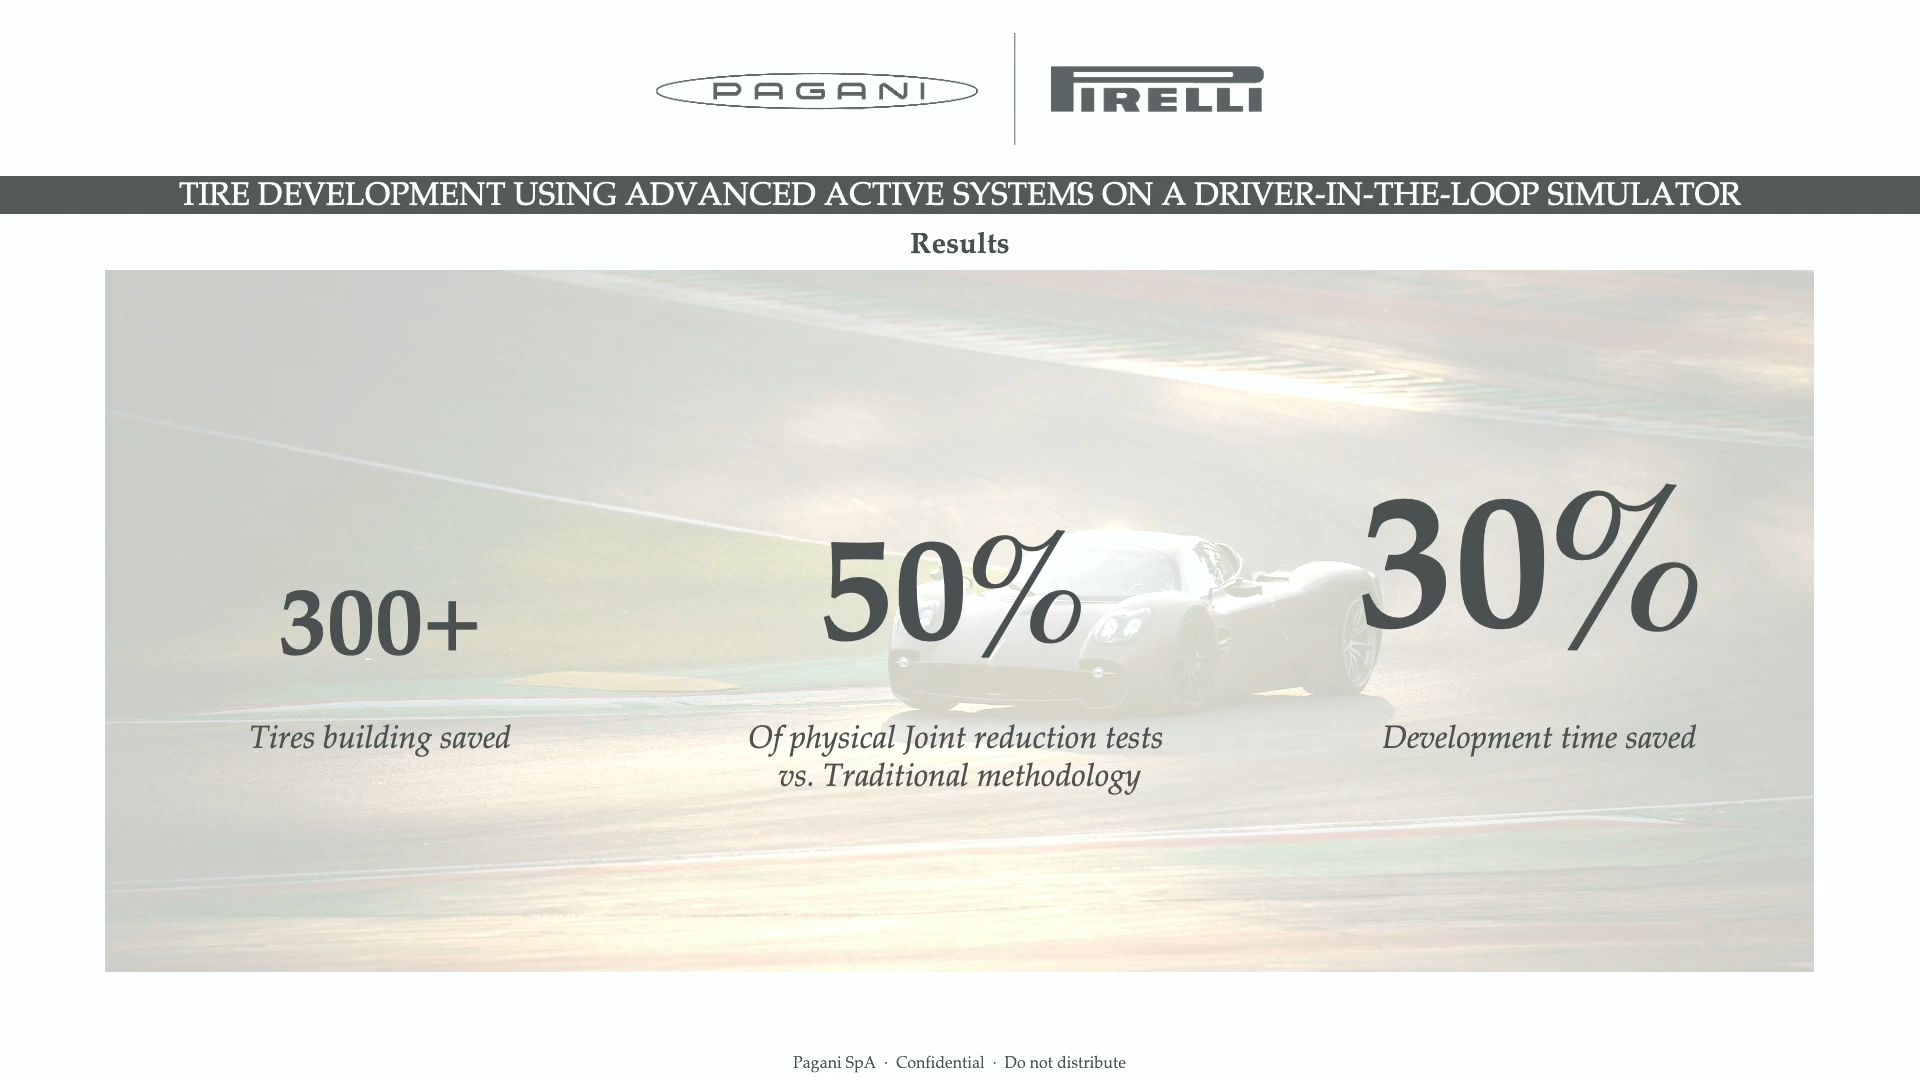 PAGANI
PIRELLI
TIRE DEVELOPMENT USING ADVANCED ACTIVE SYSTEMS ON A DRIVER-IN-THE-LOOP SIMULATOR
Results
300+
Tires building saved
50%
Of physical Joint reduction tests
vs. Traditional methodology
30%
Development time saved
Pagani SpA · Confidential · Do not distribute